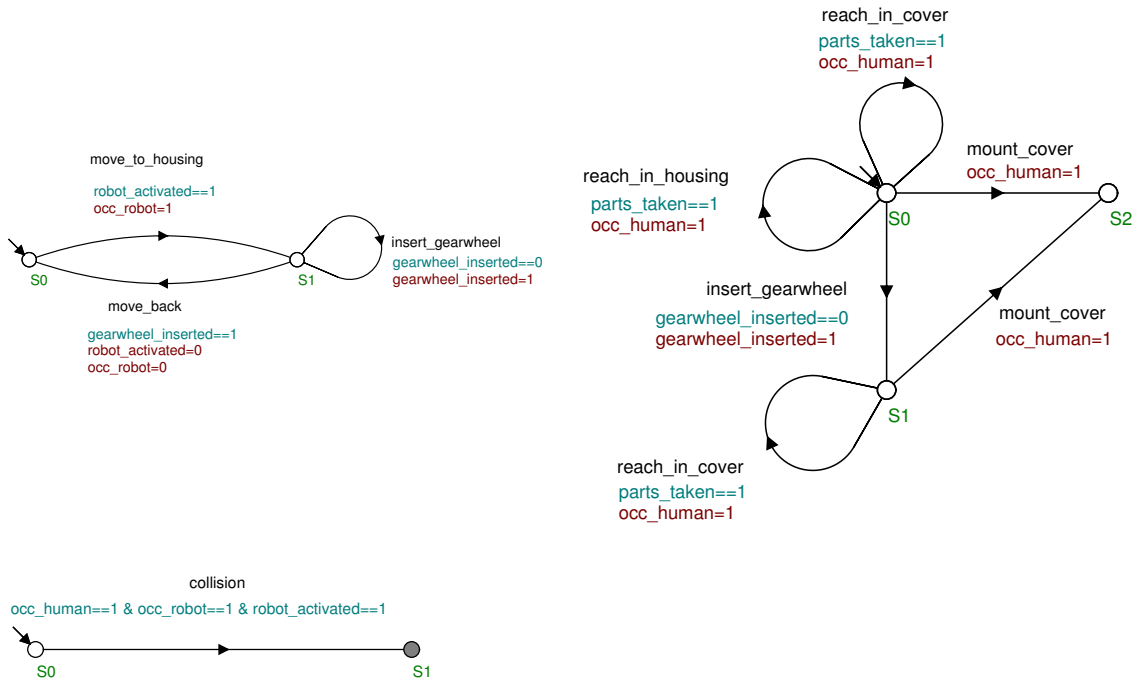 move_to_housing
robot_activated==1
occ_robot=1
S0
S1
insert_gearwheel
gearwheel_inserted==0
gearwheel_inserted=1
move_back
gearwheel_inserted==1
robot_activated=0
occ_robot=0
reach_in_cover
parts_taken==1
occ_human=1
mount_cover
occ_human=1
reach_in_housing
parts_taken==1
occ_human=1
S0
S2
insert_gearwheel
gearwheel_inserted==0
gearwheel_inserted=1
mount_cover
occ_human=1
S1
reach_in_cover
parts_taken==1
occ_human=1
collision
occ_human==1 & occ_robot==1 & robot_activated==1
S0
S1